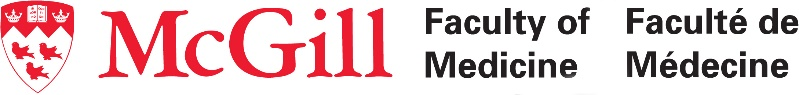 McGill
Faculty of
Medicine
Faculté de
Médecine